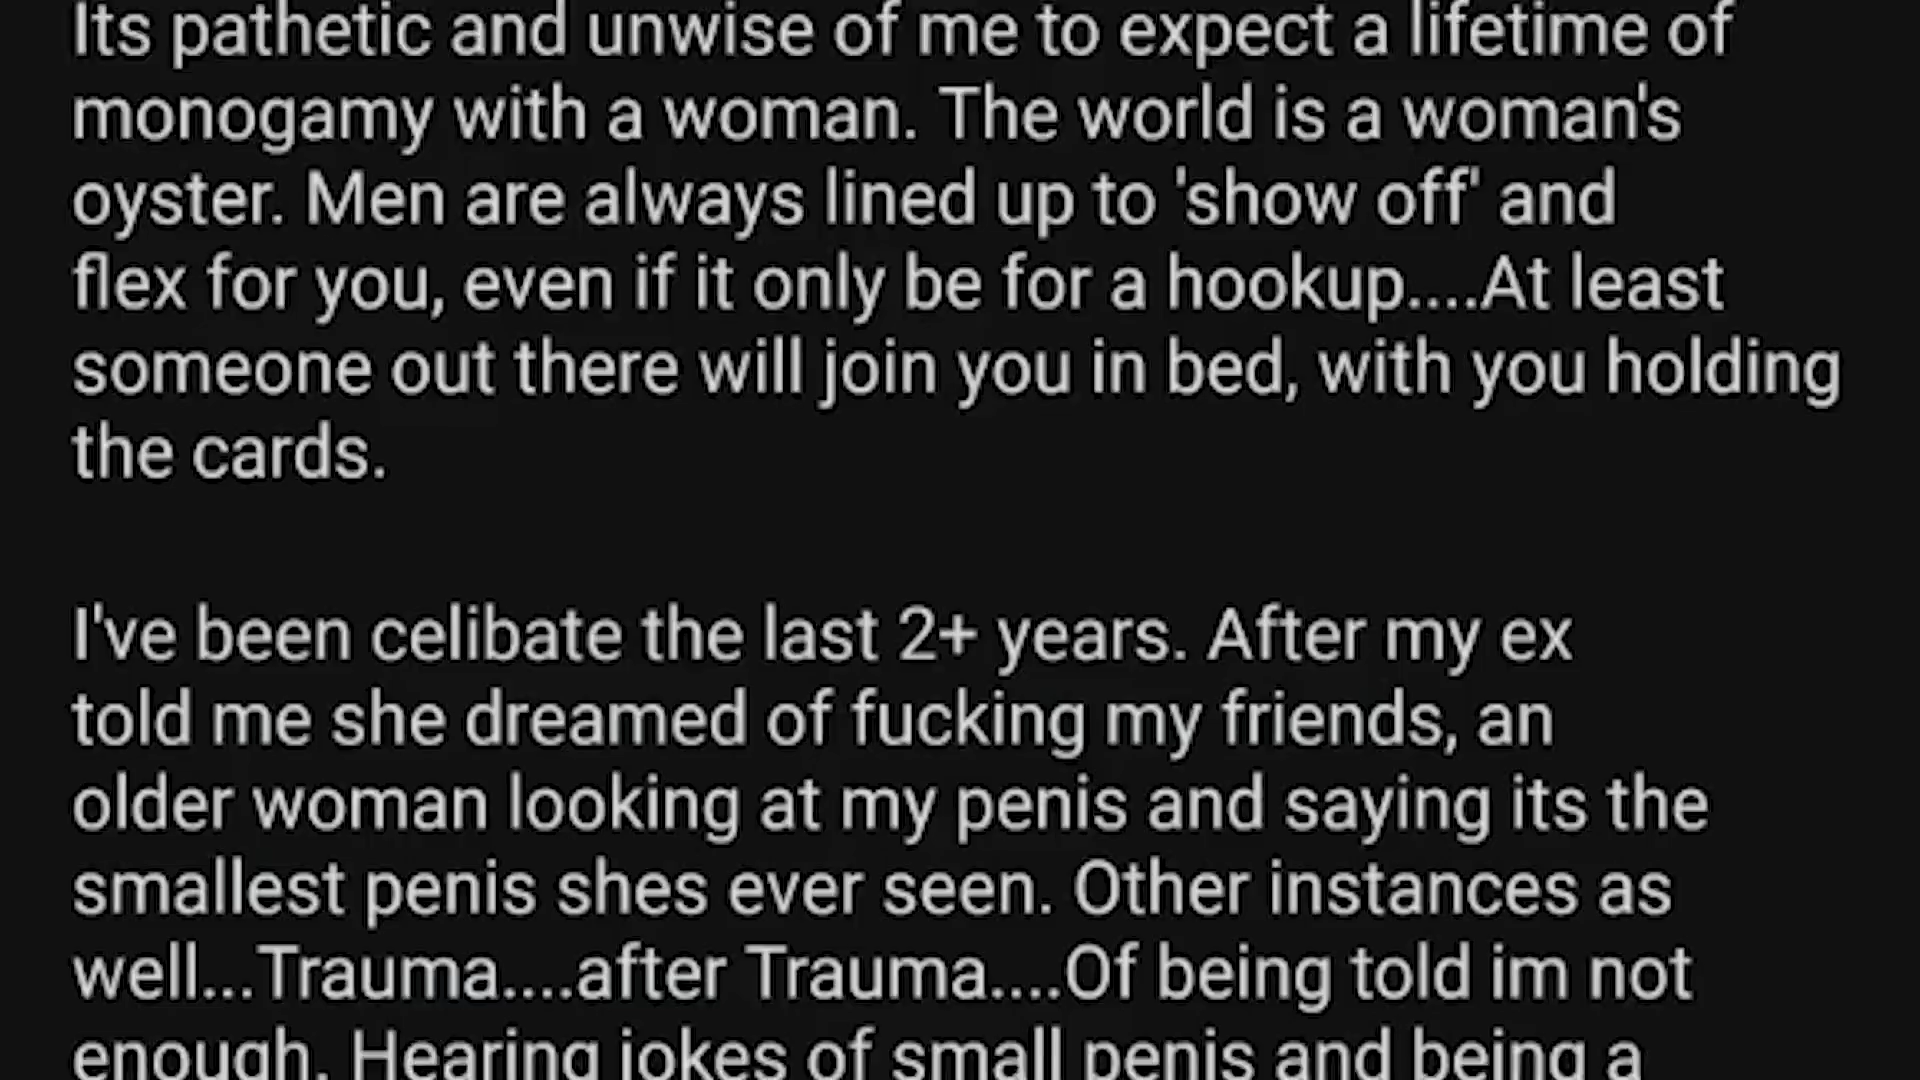 Its pathetic and unwise of me to expect a lifetime of
monogamy with a woman. The world is a woman's
oyster. Men are always lined up to 'show off' and
flex for you, even if it only be for a hookup....At least
someone out there will join you in bed, with you holding
the cards.
I've been celibate the last 2+ years. After my ex
told me she dreamed of fucking my friends, an
older woman looking at my penis and saying its the
smallest penis shes ever seen. Other instances as
well...Trauma....after Trauma....Of being told im not
enough. Hearing jokes of small penis and being a